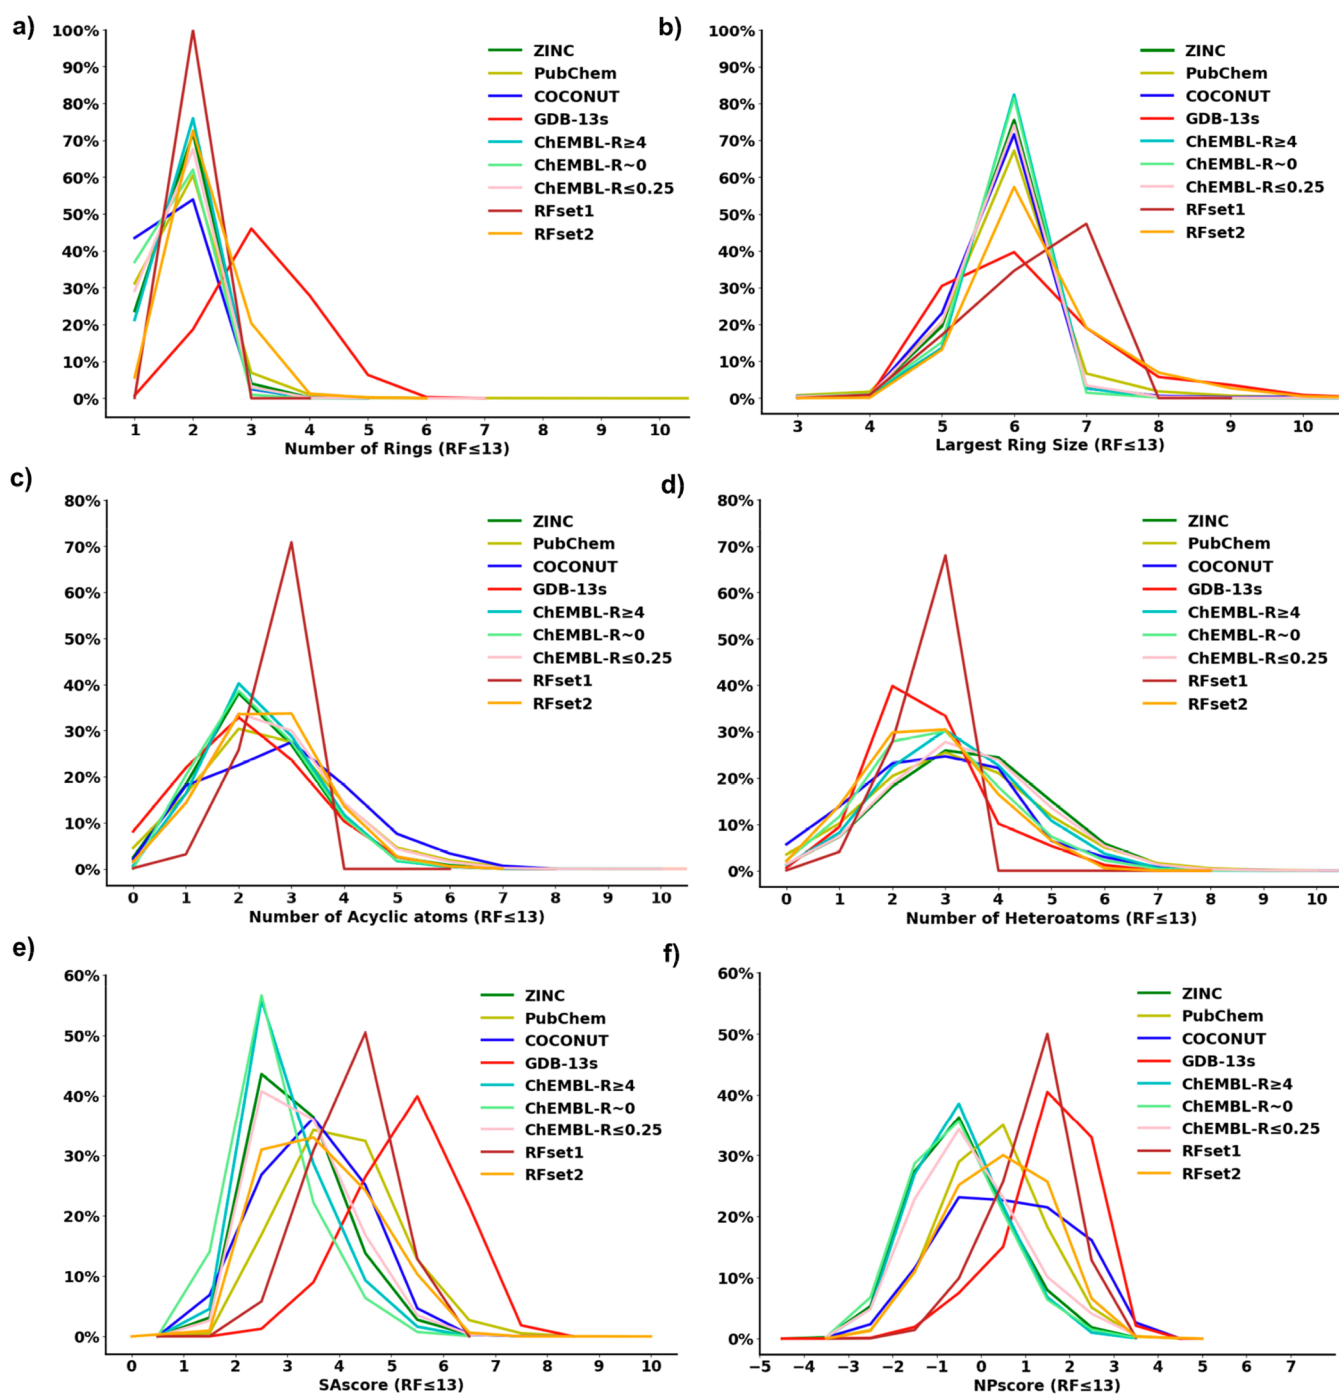 a)
100%
90%
80%
70%
60%
50%
40%
30%
20%
10%
0%
ZINC
PubChem
COCONUT
GDB-13s
ChEMBL-R≥4
ChEMBL-R~0
ChEMBL-R≤0.25
RFset1
RFset2
1 2 3 4 5 6 7 8 9 10
Number of Rings (RF≤13)
b)
100%
90%
80%
70%
60%
50%
40%
30%
20%
10%
0%
ZINC
PubChem
COCONUT
GDB-13s
ChEMBL-R≥4
ChEMBL-R~0
ChEMBL-R≤0.25
RFset1
RFset2
3 4 5 6 7 8 9 10
Largest Ring Size (RF≤13)
c)
80%
70%
60%
50%
40%
30%
20%
10%
0%
ZINC
PubChem
COCONUT
GDB-13s
ChEMBL-R≥4
ChEMBL-R~0
ChEMBL-R≤0.25
RFset1
RFset2
0 1 2 3 4 5 6 7 8 9 10
Number of Acyclic atoms (RF≤13)
d)
80%
70%
60%
50%
40%
30%
20%
10%
0%
ZINC
PubChem
COCONUT
GDB-13s
ChEMBL-R≥4
ChEMBL-R~0
ChEMBL-R≤0.25
RFset1
RFset2
0 1 2 3 4 5 6 7 8 9 10
Number of Heteroatoms (RF≤13)
e)
60%
50%
40%
30%
20%
10%
0%
ZINC
PubChem
COCONUT
GDB-13s
ChEMBL-R≥4
ChEMBL-R~0
ChEMBL-R≤0.25
RFset1
RFset2
0 1 2 3 4 5 6 7 8 9 10
SAscore (RF≤13)
f)
60%
50%
40%
30%
20%
10%
0%
ZINC
PubChem
COCONUT
GDB-13s
ChEMBL-R≥4
ChEMBL-R~0
ChEMBL-R≤0.25
RFset1
RFset2
−5 −4 −3 −2 −1 0 1 2 3 4 5 6 7
NPscore (RF≤13)